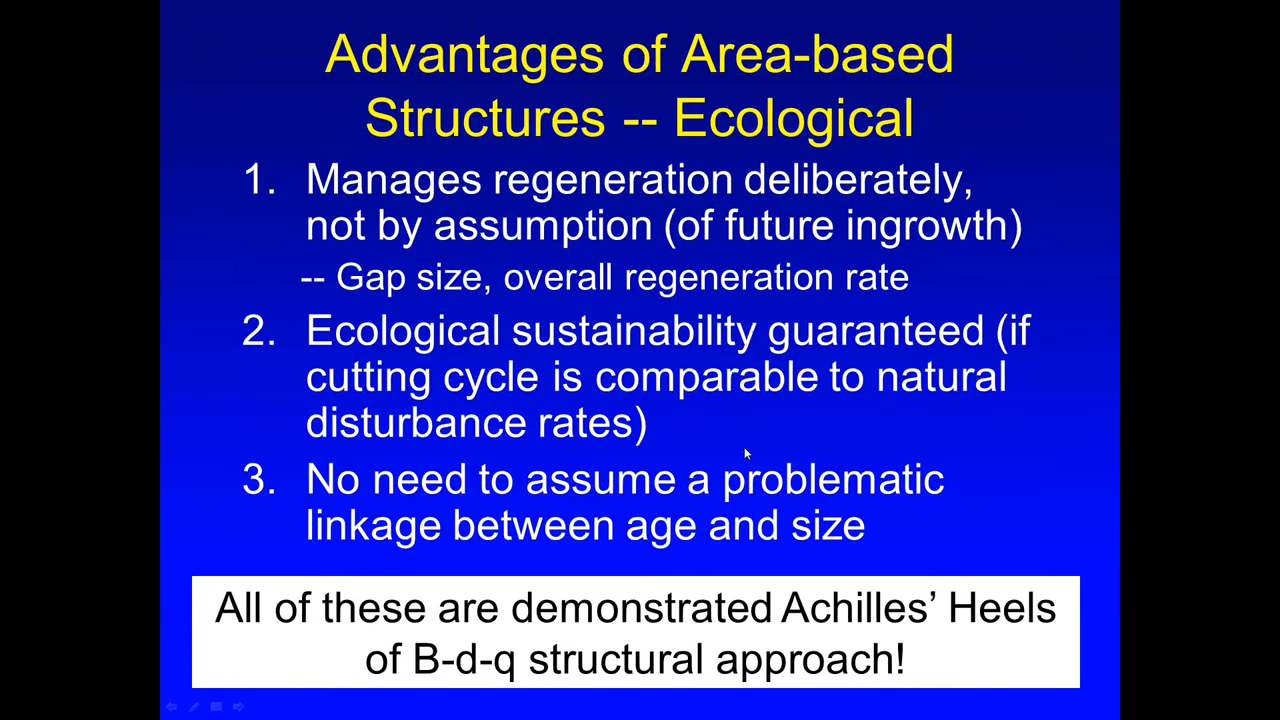 Advantages of Area-based
Structures -- Ecological
1. Manages regeneration deliberately,
not by assumption (of future ingrowth)
-- Gap size, overall regeneration rate
2. Ecological sustainability guaranteed (if
cutting cycle is comparable to natural
disturbance rates)
3. No need to assume a problematic
linkage between age and size
All of these are demonstrated Achilles’ Heels
of B-d-q structural approach!